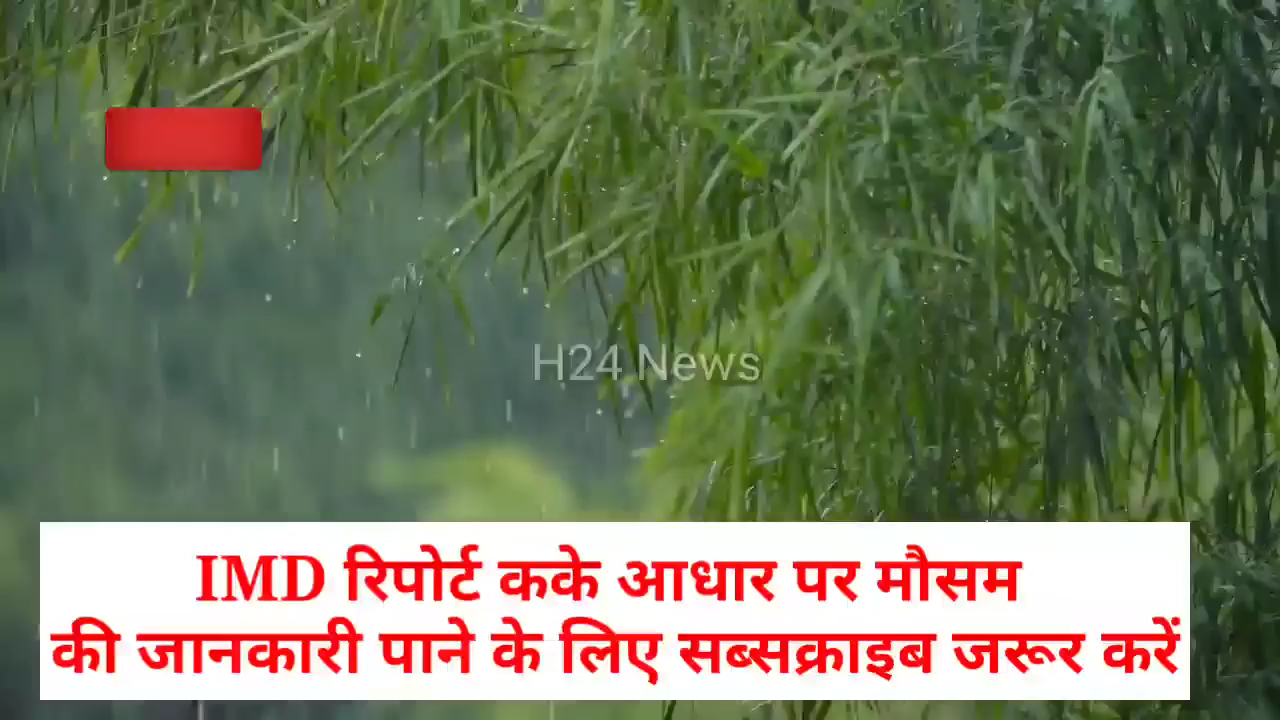 H24 News
IMD रिपोर्ट कके आधार पर मौसम
की जानकारी पाने के लिए सब्सक्राइब जरूर करें